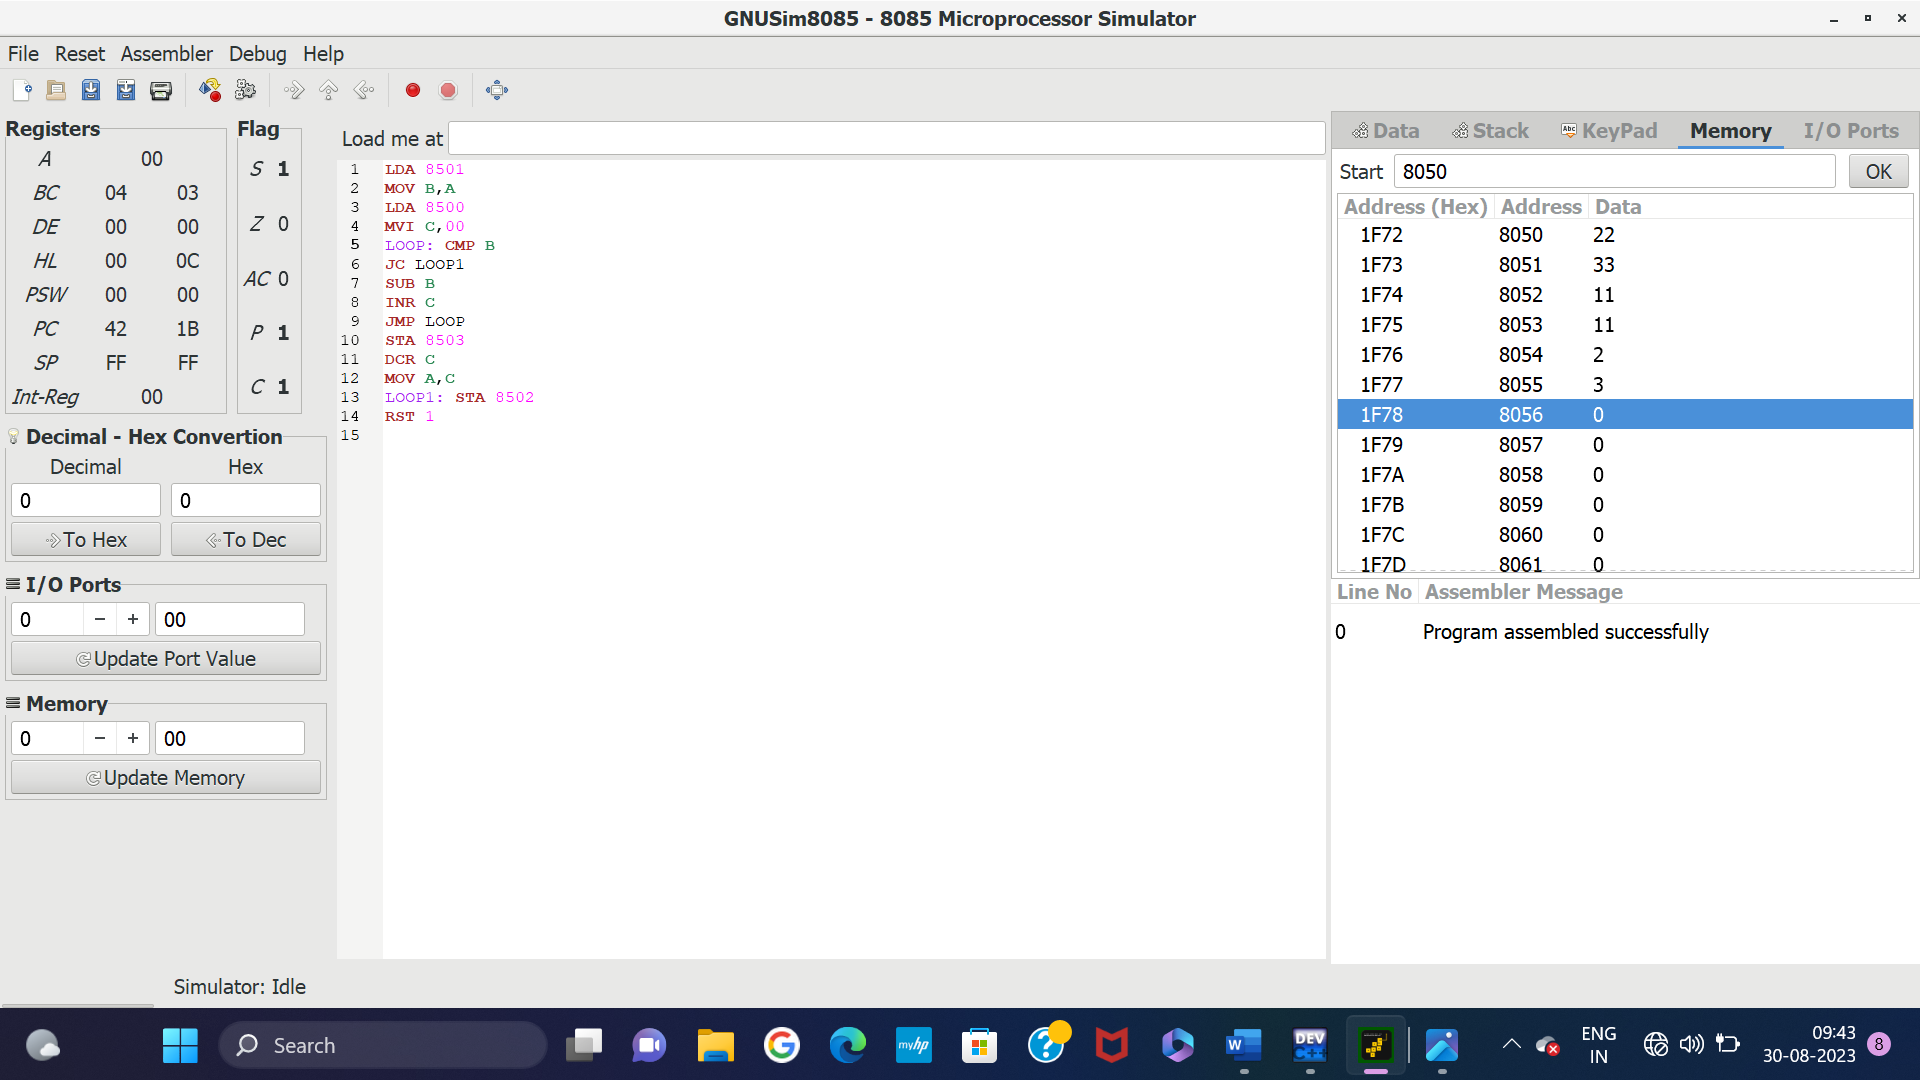 GNUSim8085 - 8085 Microprocessor Simulator
File Reset Assembler Debug Help
Registers
A 00
BC 04 03
DE 00 00
HL 00 0C
PSW 00 00
PC 42 1B
SP FF FF
Int-Reg 00
Flag
S 1
Z 0
AC 0
P 1
C 1
Decimal - Hex Convertion
Decimal Hex
0 0
To Hex To Dec
I/O Ports
0 − + 00
Update Port Value
Memory
0 − + 00
Update Memory
Load me at
1 LDA 8501
2 MOV B,A
3 LDA 8500
4 MVI C,00
5 LOOP: CMP B
6 JC LOOP1
7 SUB B
8 INR C
9 JMP LOOP
10 STA 8503
11 DCR C
12 MOV A,C
13 LOOP1: STA 8502
14 RST 1
15
Data Stack Abc KeyPad Memory I/O Ports
Start 8050 OK
Address (Hex) Address Data
1F72 8050 22
1F73 8051 33
1F74 8052 11
1F75 8053 11
1F76 8054 2
1F77 8055 3
1F78 8056 0
1F79 8057 0
1F7A 8058 0
1F7B 8059 0
1F7C 8060 0
1F7D 8061 0
Line No Assembler Message
0 Program assembled successfully
Simulator: Idle
Search
myhp
W
DEV
C++
ENG
IN
09:43
30-08-2023
8